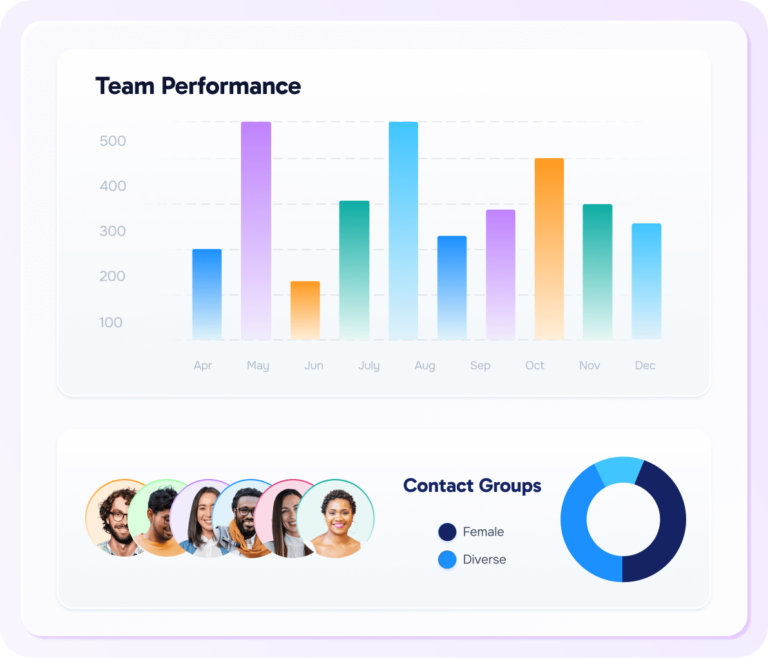 Team Performance
500
400
300
200
100
Apr May Jun July Aug Sep Oct Nov Dec
Contact Groups
Female
Diverse